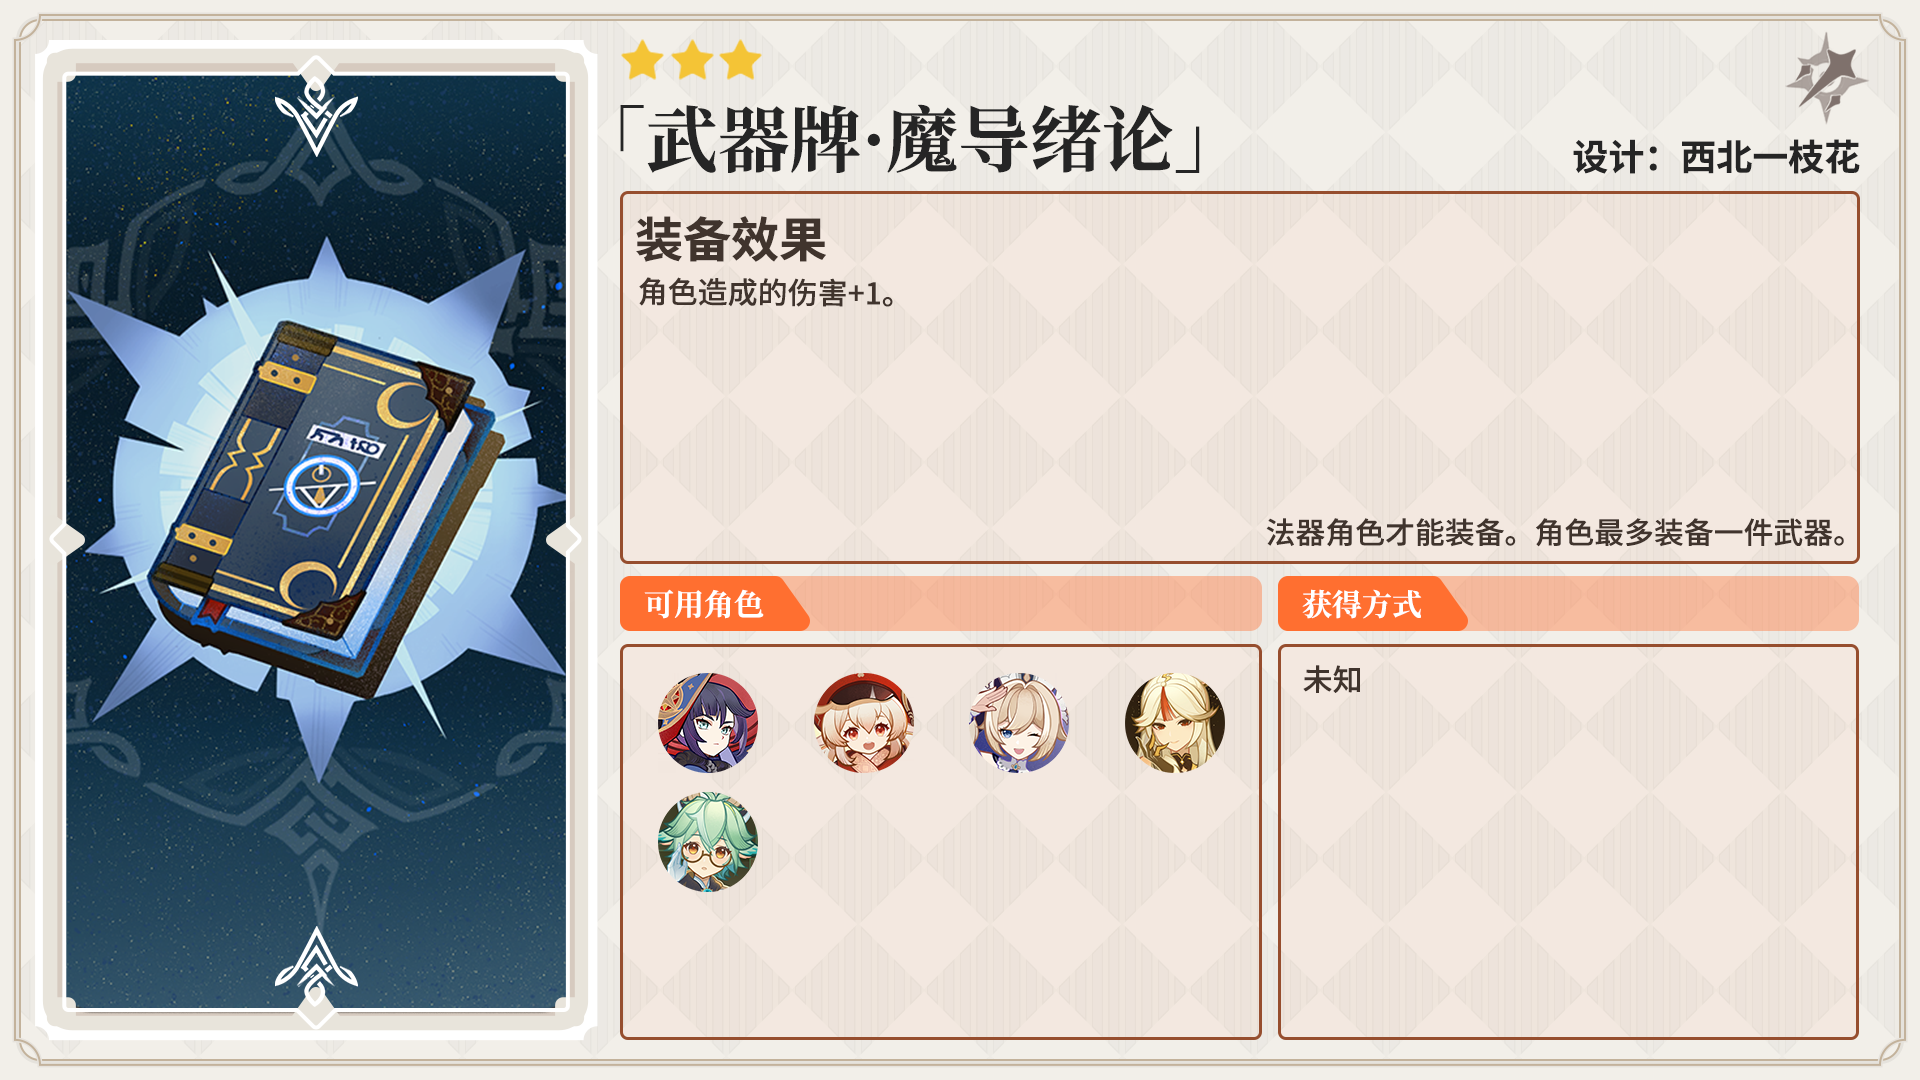 「武器牌·魔导绪论」
设计：西北一枝花
装备效果
角色造成的伤害+1。
法器角色才能装备。角色最多装备一件武器。
可用角色
获得方式
未知